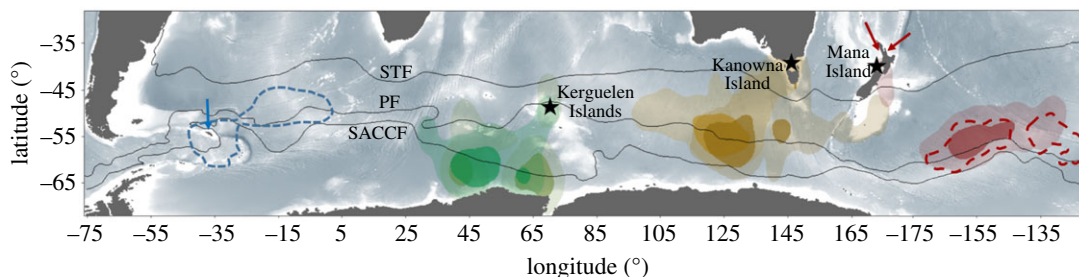 –35
–45
–55
–65
latitude (°)
STF
PF
SACCF
Kerguelen
Islands
Kanowna
Island
Mana
Island
–75 –55 –35 –15 5 25 45 65 85 105 125 145 165 –175 –155 –135
longitude (°)